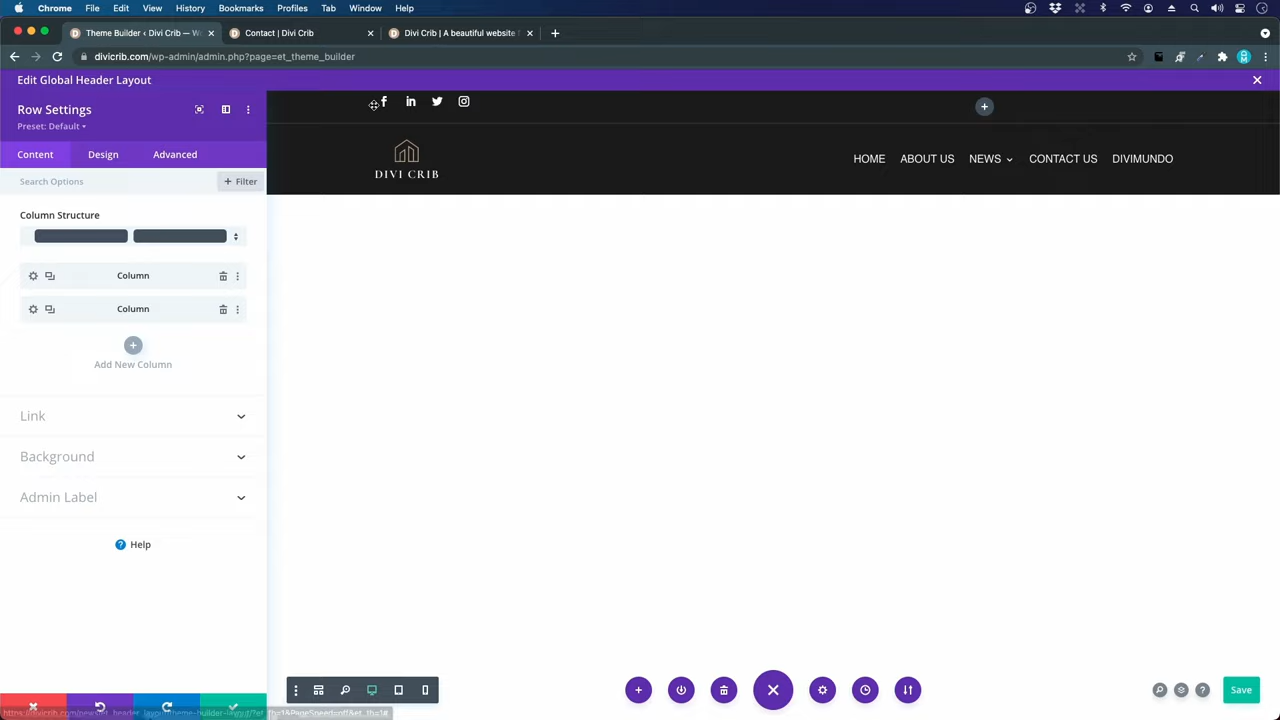 Chrome File Edit View History Bookmarks Profiles Tab Window Help
Theme Builder ‹ Divi Crib — W
Contact | Divi Crib
Divi Crib | A beautiful website
divicrib.com/wp-admin/admin.php?page=et_theme_builder
Edit Global Header Layout
Row Settings
Preset: Default
Content Design Advanced
Search Options
+ Filter
Column Structure
Column
Column
Add New Column
Link
Background
Admin Label
Help
DIVI CRIB
HOME ABOUT US NEWS CONTACT US DIVIMUNDO
Save